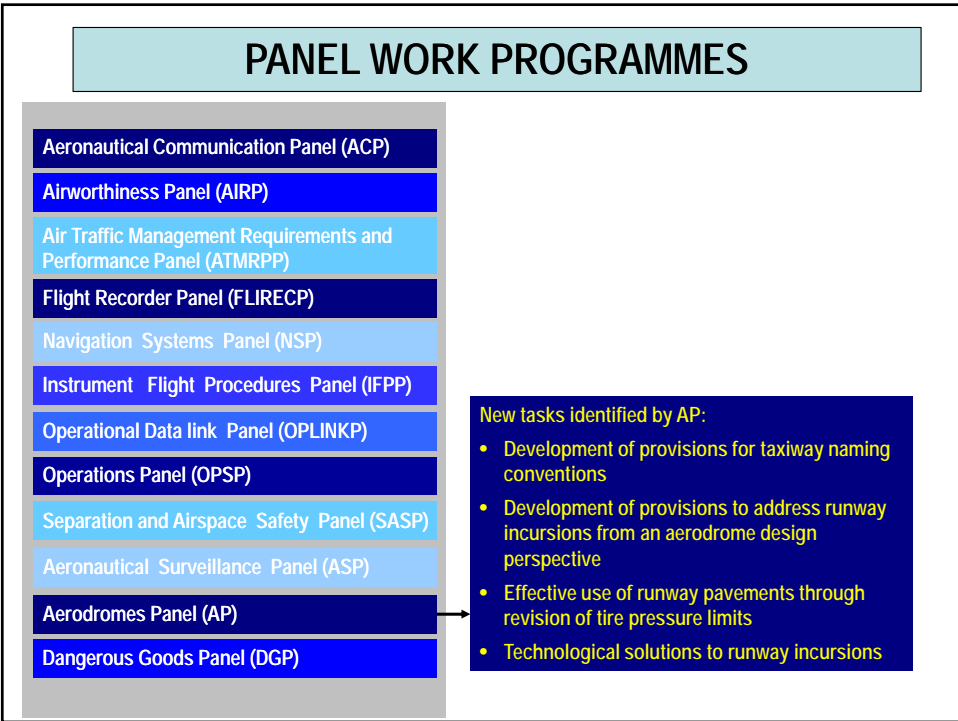 PANEL WORK PROGRAMMES
Aeronautical Communication Panel (ACP)
Airworthiness Panel (AIRP)
Air Traffic Management Requirements and
Performance Panel (ATMRPP)
Flight Recorder Panel (FLIRECP)
Navigation Systems Panel (NSP)
Instrument Flight Procedures Panel (IFPP)
Operational Data link Panel (OPLINKP)
Operations Panel (OPSP)
Separation and Airspace Safety Panel (SASP)
Aeronautical Surveillance Panel (ASP)
Aerodromes Panel (AP)
Dangerous Goods Panel (DGP)
New tasks identified by AP:
• Development of provisions for taxiway naming
conventions
• Development of provisions to address runway
incursions from an aerodrome design
perspective
• Effective use of runway pavements through
revision of tire pressure limits
• Technological solutions to runway incursions